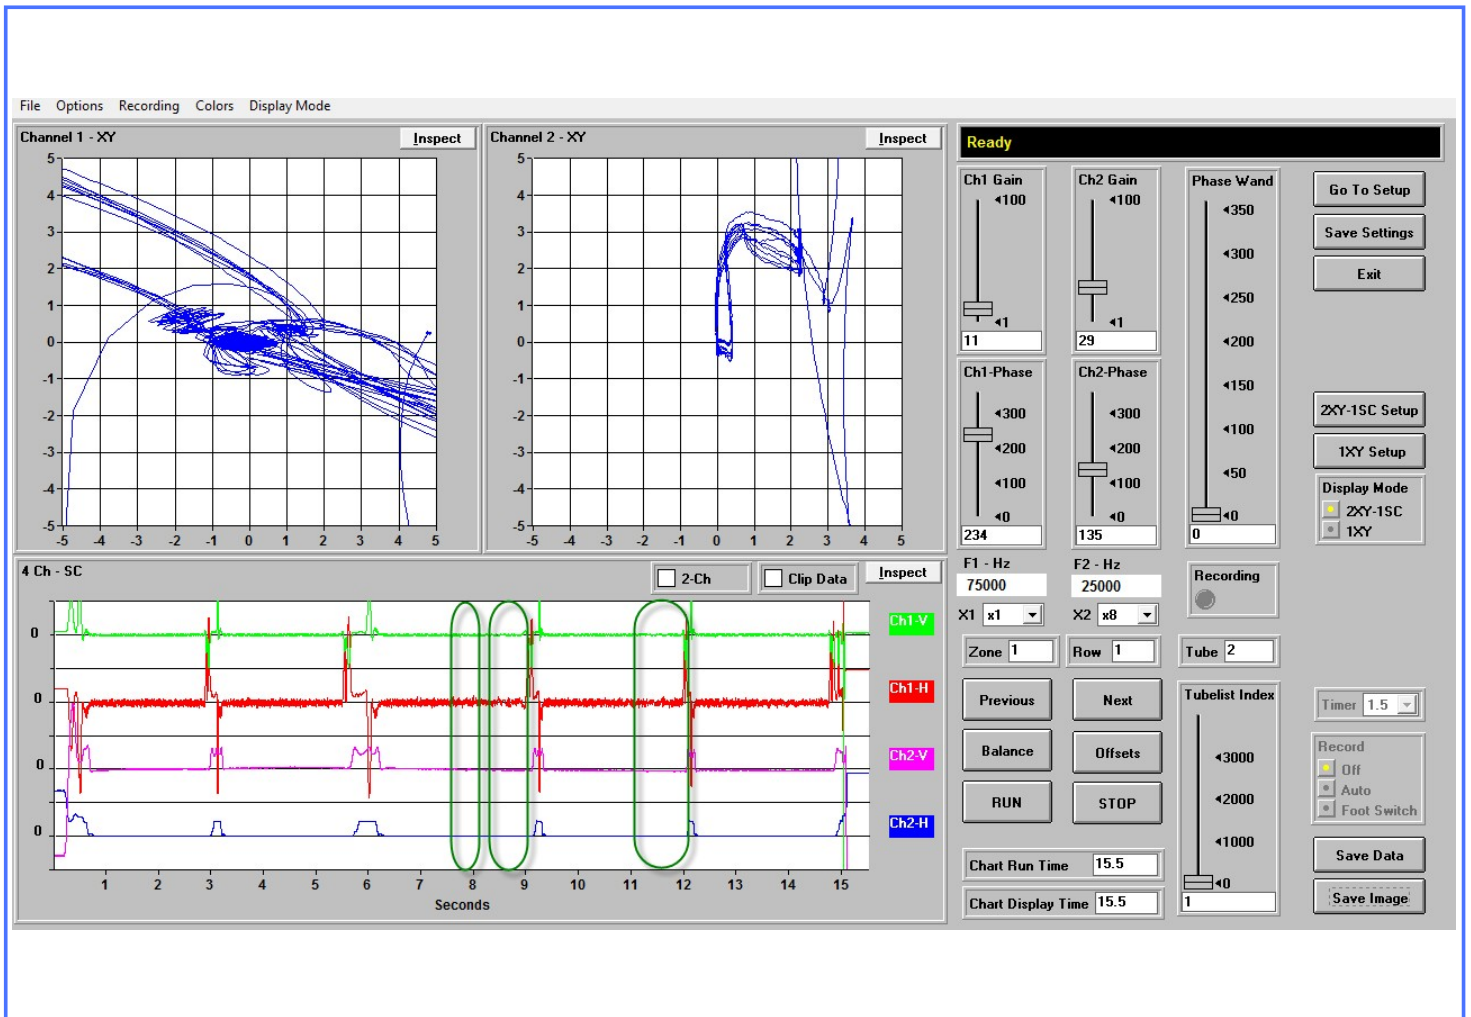 File Options Recording Colors Display Mode
Channel 1 - XY
Inspect
5
4
3
2
1
0
-1
-2
-3
-4
-5
-5 -4 -3 -2 -1 0 1 2 3 4 5
Channel 2 - XY
Inspect
5
4
3
2
1
0
-1
-2
-3
-4
-5
-5 -4 -3 -2 -1 0 1 2 3 4 5
4 Ch - SC
2-Ch
Clip Data
Inspect
0
0
0
0
Ch1-V
Ch1-H
Ch2-V
Ch2-H
1 2 3 4 5 6 7 8 9 10 11 12 13 14 15
Seconds
Ready
Ch1 Gain
100
1
11
Ch2 Gain
100
1
29
Phase Wand
350
300
250
200
150
100
50
0
0
Ch1-Phase
300
200
100
0
234
Ch2-Phase
300
200
100
0
135
F1 - Hz
75000
F2 - Hz
25000
X1 x1
X2 x8
Recording
Zone 1
Row 1
Tube 2
Previous
Next
Balance
Offsets
RUN
STOP
Tubelist Index
3000
2000
1000
0
1
Chart Run Time 15.5
Chart Display Time 15.5
Go To Setup
Save Settings
Exit
2XY-1SC Setup
1XY Setup
Display Mode
2XY-1SC
1XY
Timer 1.5
Record
Off
Auto
Foot Switch
Save Data
Save Image